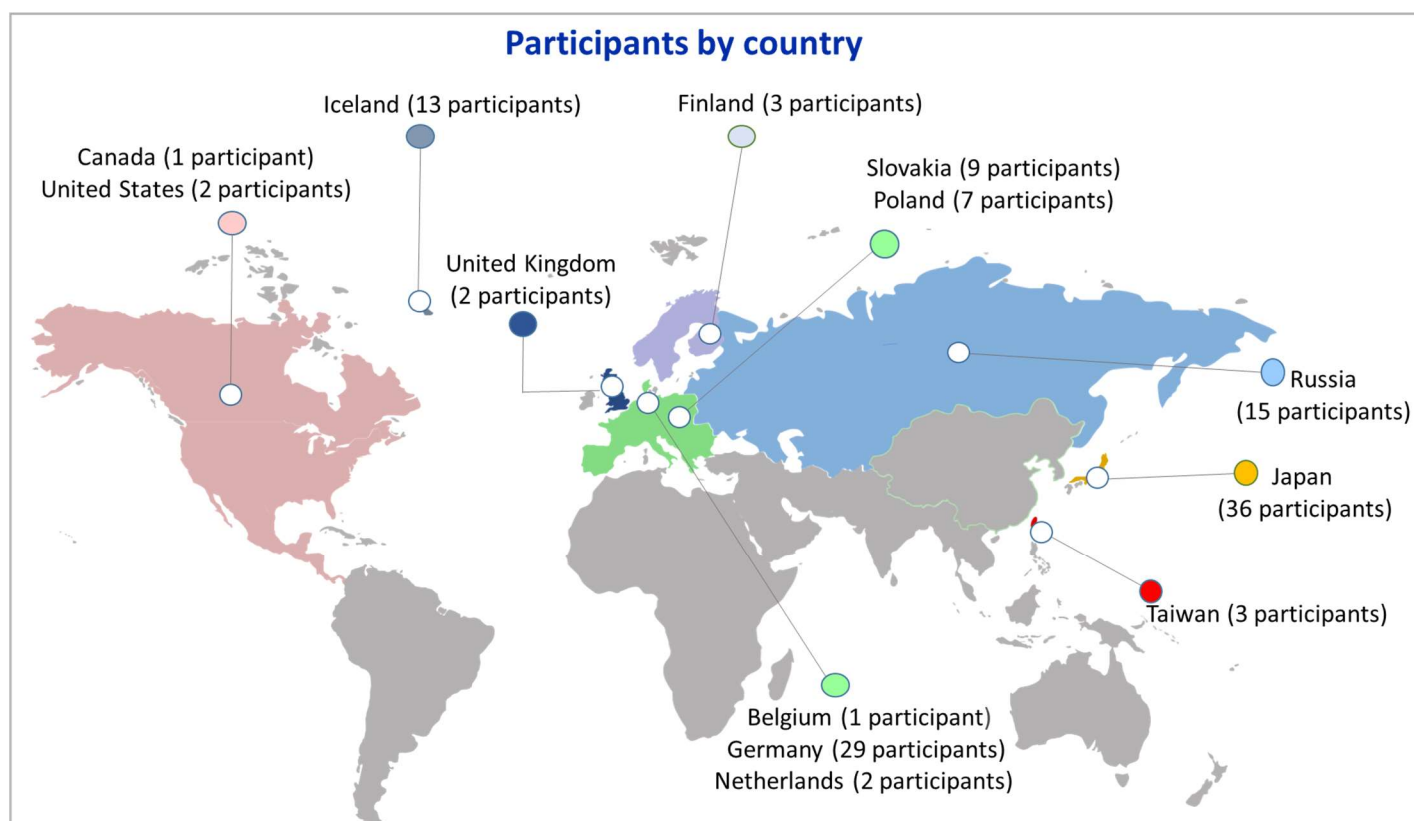 Participants by country
Iceland (13 participants)
Finland (3 participants)
Canada (1 participant)
United States (2 participants)
Slovakia (9 participants)
Poland (7 participants)
United Kingdom
(2 participants)
Russia
(15 participants)
Japan
(36 participants)
Taiwan (3 participants)
Belgium (1 participant)
Germany (29 participants)
Netherlands (2 participants)